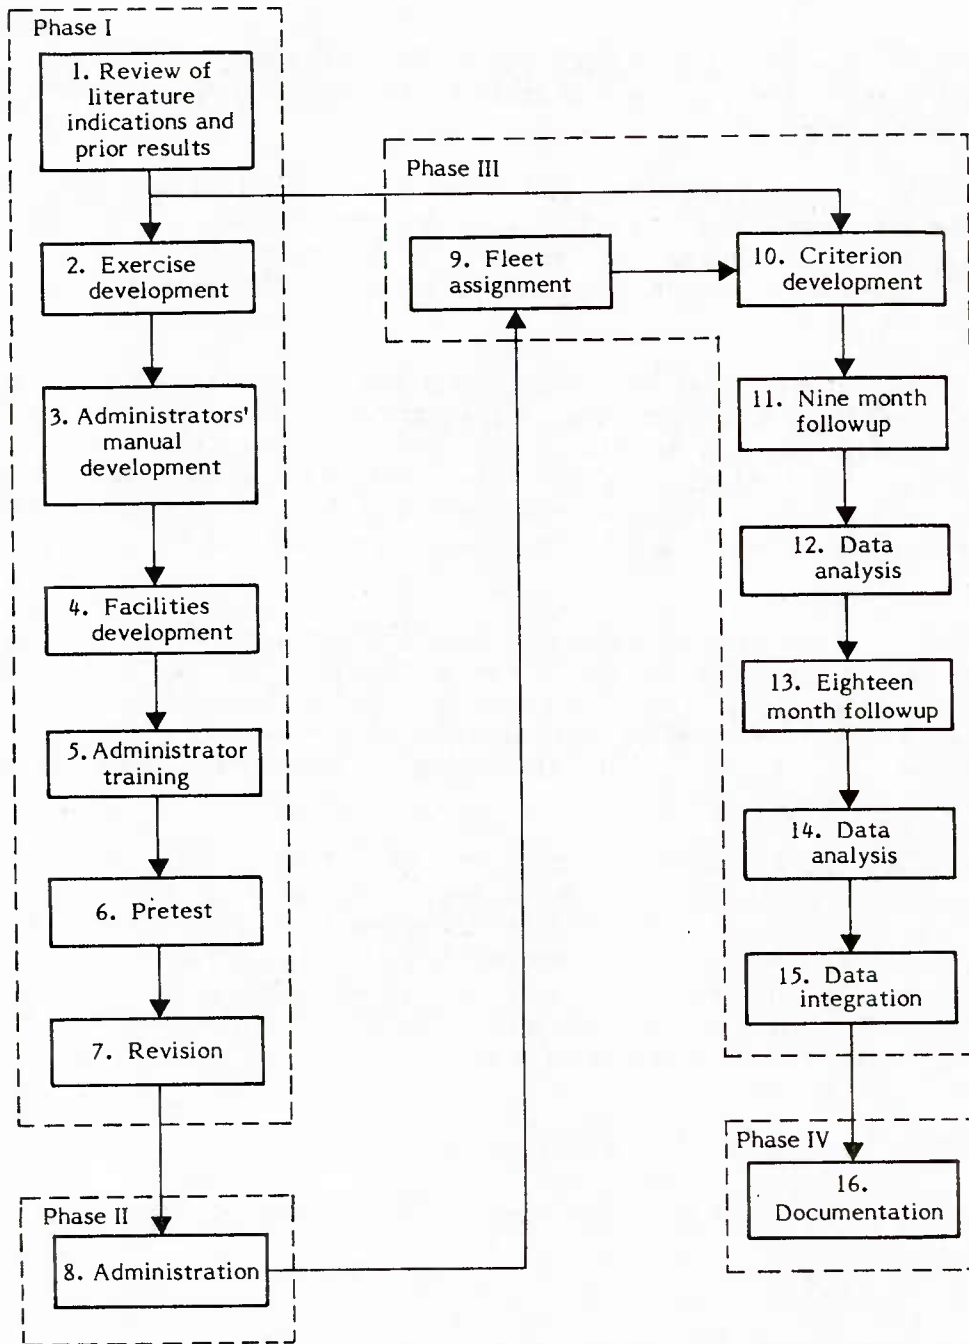 Phase I
1. Review of
literature
indications and
prior results
2. Exercise
development
3. Administrators'
manual
development
4. Facilities
development
5. Administrator
training
6. Pretest
7. Revision
Phase II
8. Administration
Phase III
9. Fleet
assignment
10. Criterion
development
11. Nine month
followup
12. Data
analysis
13. Eighteen
month followup
14. Data
analysis
15. Data
integration
Phase IV
16.
Documentation